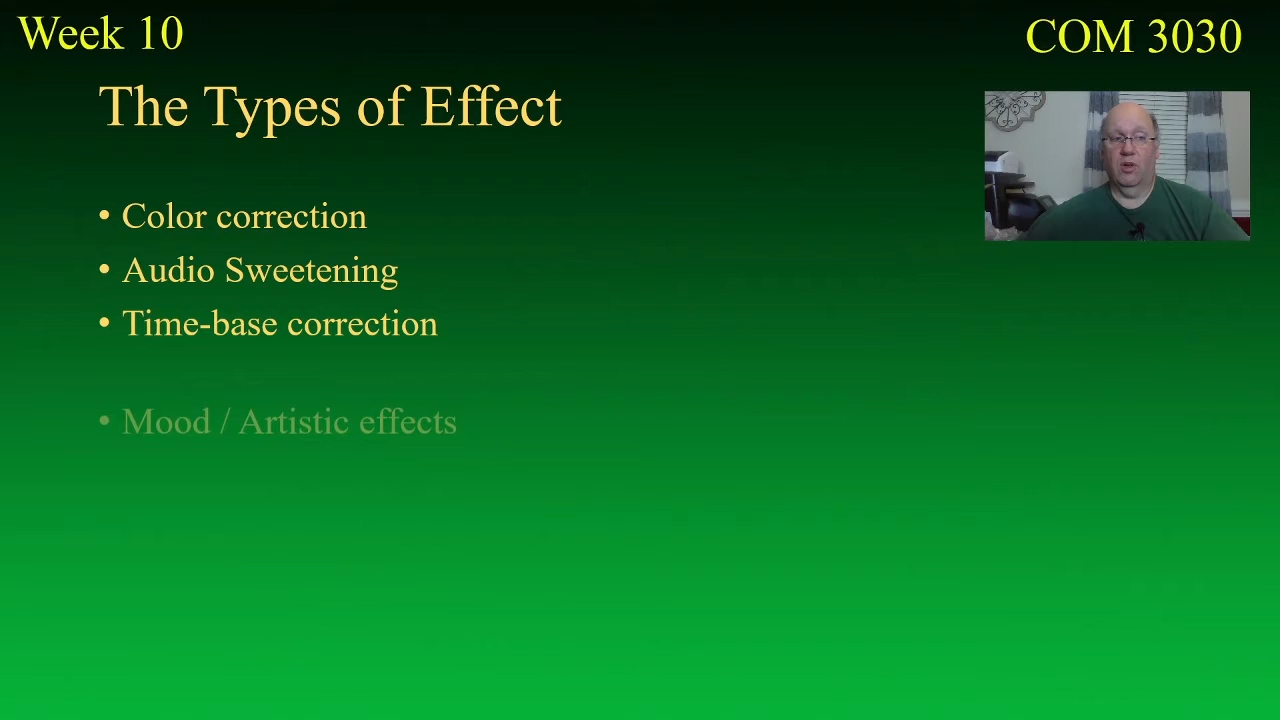 Week 10
COM 3030
The Types of Effect
• Color correction
• Audio Sweetening
• Time-base correction
• Mood / Artistic effects